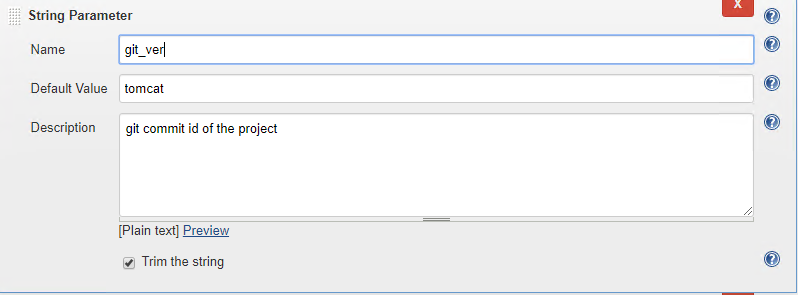 String Parameter
X
Name
git_ver
Default Value
tomcat
Description
git commit id of the project
[Plain text] Preview
Trim the string